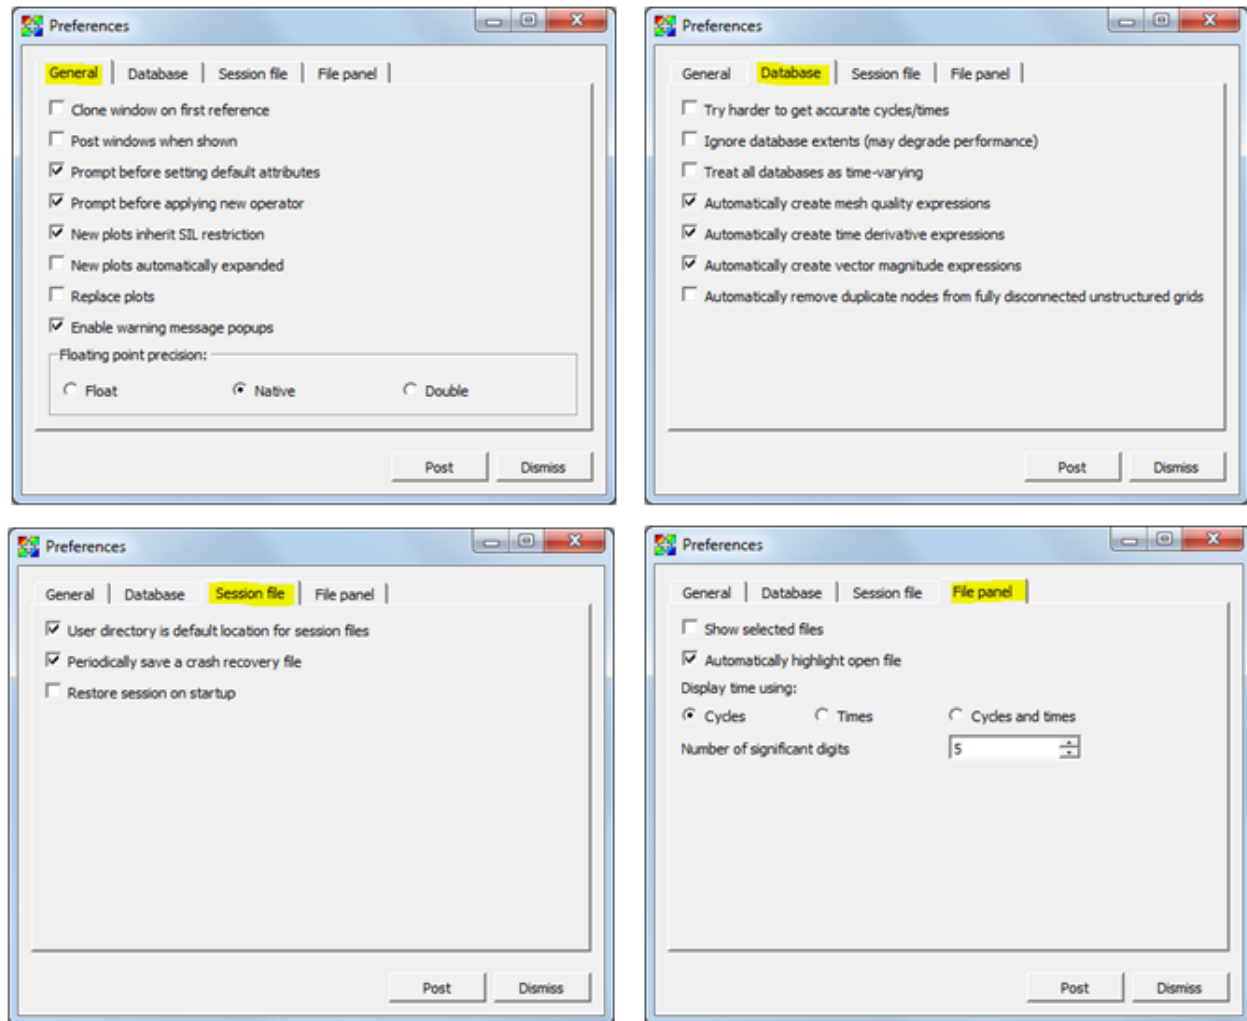 Preferences
General Database Session file File panel
Clone window on first reference
Post windows when shown
Prompt before setting default attributes
Prompt before applying new operator
New plots inherit SIL restriction
New plots automatically expanded
Replace plots
Enable warning message popups
Floating point precision:
Float Native Double
Post Dismiss
Preferences
General Database Session file File panel
Try harder to get accurate cycles/times
Ignore database extents (may degrade performance)
Treat all databases as time-varying
Automatically create mesh quality expressions
Automatically create time derivative expressions
Automatically create vector magnitude expressions
Automatically remove duplicate nodes from fully disconnected unstructured grids
Post Dismiss
Preferences
General Database Session file File panel
User directory is default location for session files
Periodically save a crash recovery file
Restore session on startup
Post Dismiss
Preferences
General Database Session file File panel
Show selected files
Automatically highlight open file
Display time using:
Cycles Times Cycles and times
Number of significant digits 5
Post Dismiss